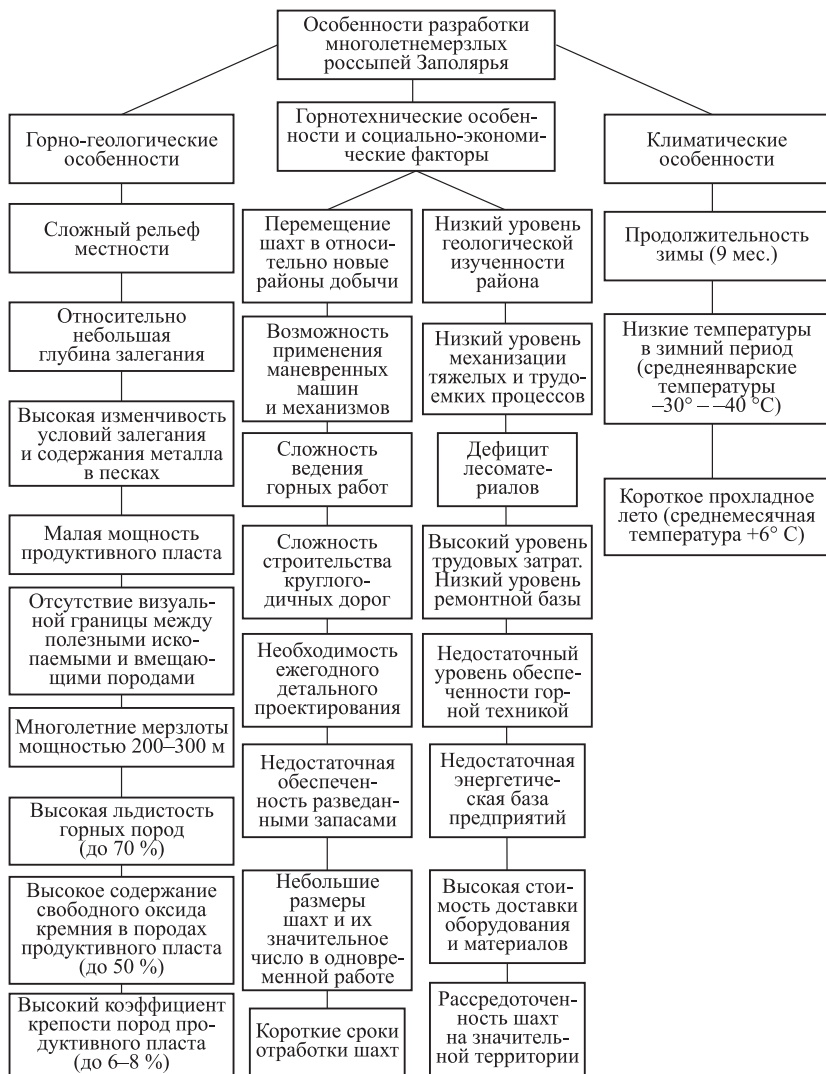 Особенности разработки
многолетнемерзлых
россыпей Заполярья
Горно-геологические
особенности
Горнотехнические особен-
ности и социально-экономи-
ческие факторы
Климатические
особенности
Сложный рельеф
местности
Относительно
небольшая
глубина залегания
Высокая изменчивость
условий залегания
и содержания металла
в песках
Малая мощность
продуктивного пласта
Отсутствие визуаль-
ной границы между
полезными иско-
паемыми и вмещаю-
щими породами
Многолетние мерзлоты
мощностью 200–300 м
Высокая льдистость
горных пород
(до 70 %)
Высокое содержание
свободного оксида
кремния в породах
продуктивного пласта
(до 50 %)
Высокий коэффициент
крепости пород про-
дуктивного пласта
(до 6–8 %)
Перемещение
шахт в относи-
тельно новые
районы добычи
Возможность
применения
маневренных
машин
и механизмов
Сложность
ведения
горных работ
Сложность
строительства
круглого-
дичных дорог
Необходимость
ежегодного
детального
проектирования
Недостаточная
обеспечен-
ность разведан-
ными запасами
Небольшие
размеры
шахт и их
значительное
число в одновре-
менной работе
Короткие сроки
отработки шахт
Низкий уровень
геологической
изученности
района
Низкий уровень
механизации
тяжелых и трудо-
емких процессов
Дефицит
лесомате-
риалов
Высокий уровень
трудовых затрат.
Низкий уровень
ремонтной базы
Недостаточный
уровень обеспе-
ченности гор-
ной техникой
Недостаточная
энергетиче-
ская база
предприятий
Высокая стои-
мость доставки
оборудования
и материалов
Рассредоточен-
ность шахт
на значитель-
ной территории
Продолжительность
зимы (9 мес.)
Низкие температуры
в зимний период
(среднеянварские
температуры
–30° – –40 °С)
Короткое прохладное
лето (среднемесячная
температура +6° С)